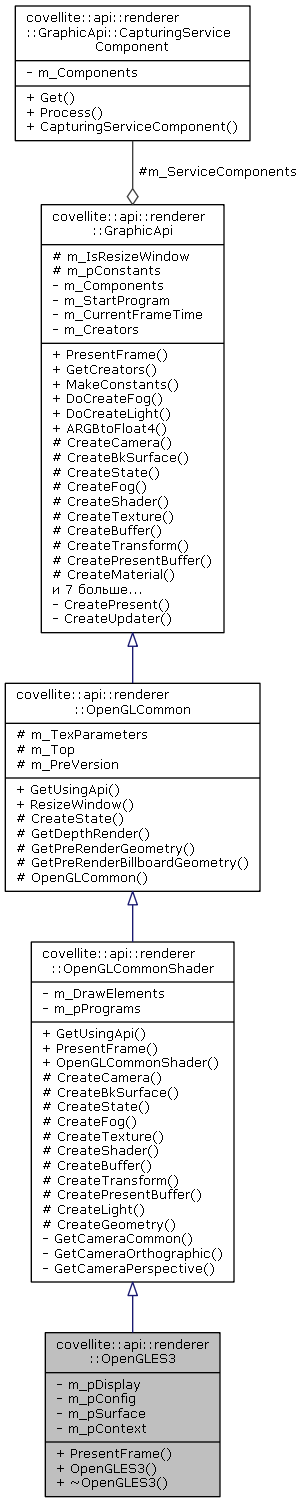 covellite::api::renderer
::GraphicApi::CapturingService
Component
- m_Components
+ Get()
+ Process()
+ CapturingServiceComponent()
#m_ServiceComponents
covellite::api::renderer
::GraphicApi
# m_IsResizeWindow
# m_pConstants
- m_Components
- m_StartProgram
- m_CurrentFrameTime
- m_Creators
+ PresentFrame()
+ GetCreators()
+ MakeConstants()
+ DoCreateFog()
+ DoCreateLight()
+ ARGBtoFloat4()
# CreateCamera()
# CreateBkSurface()
# CreateState()
# CreateFog()
# CreateShader()
# CreateTexture()
# CreateBuffer()
# CreateTransform()
# CreatePresentBuffer()
# CreateMaterial()
и 7 больше...
- CreatePresent()
- CreateUpdater()
covellite::api::renderer
::OpenGLCommon
# m_TexParameters
# m_Top
# m_PreVersion
+ GetUsingApi()
+ ResizeWindow()
# CreateState()
# GetDepthRender()
# GetPreRenderGeometry()
# GetPreRenderBillboardGeometry()
# OpenGLCommon()
covellite::api::renderer
::OpenGLCommonShader
- m_DrawElements
- m_pPrograms
+ GetUsingApi()
+ PresentFrame()
+ OpenGLCommonShader()
# CreateCamera()
# CreateBkSurface()
# CreateState()
# CreateFog()
# CreateTexture()
# CreateShader()
# CreateBuffer()
# CreateTransform()
# CreatePresentBuffer()
# CreateLight()
# CreateGeometry()
- GetCameraCommon()
- GetCameraOrthographic()
- GetCameraPerspective()
covellite::api::renderer
::OpenGLES3
- m_pDisplay
- m_pConfig
- m_pSurface
- m_pContext
+ PresentFrame()
+ OpenGLES3()
+ ~OpenGLES3()